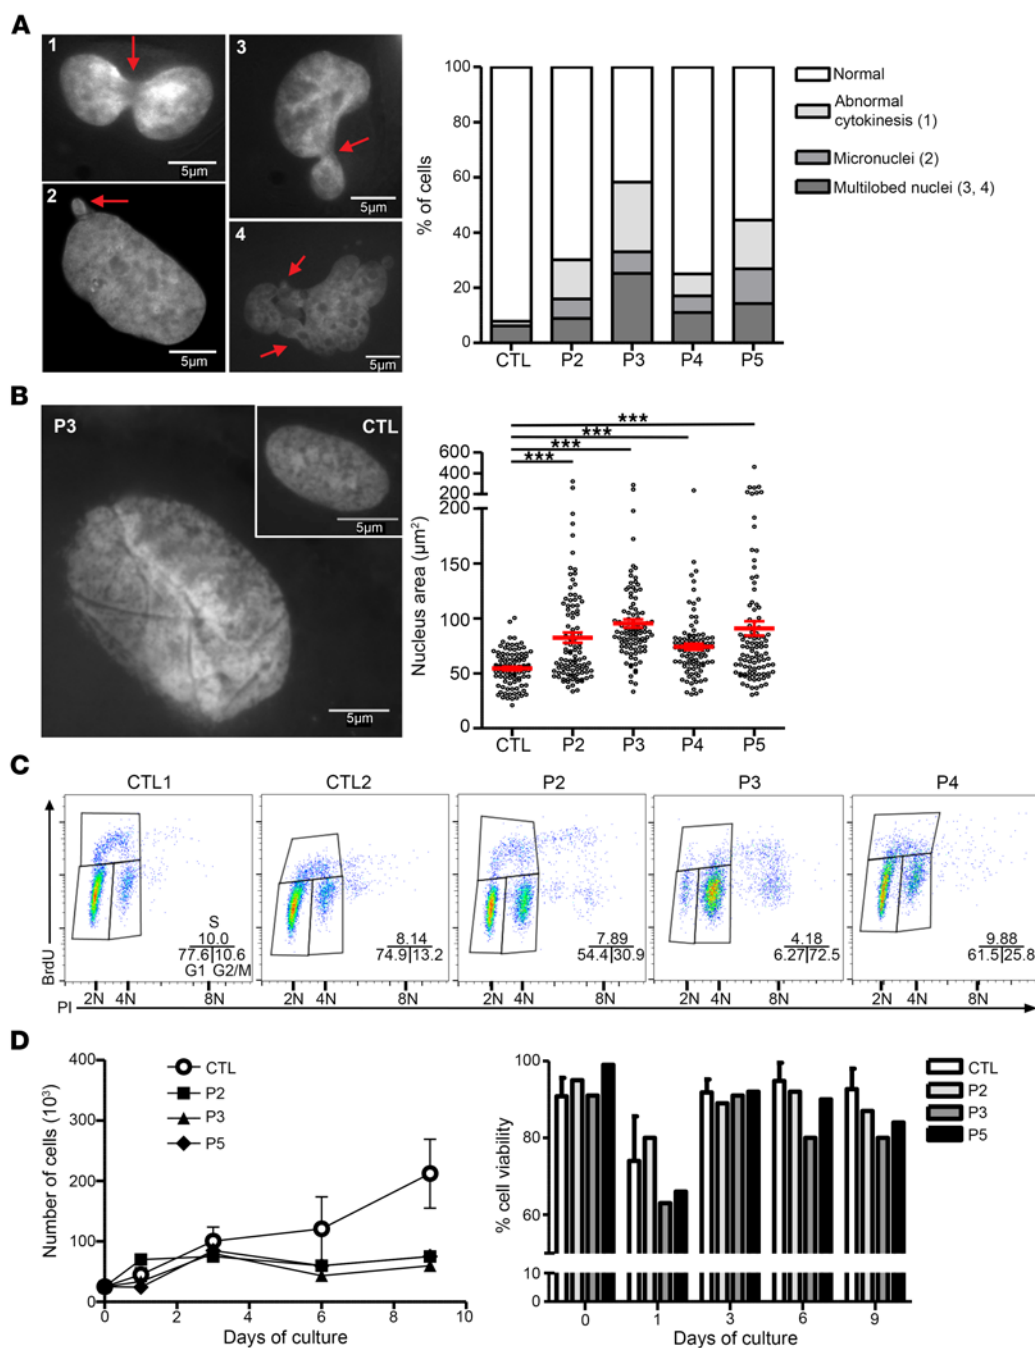 A
1
5µm
2
5µm
3
5µm
4
5µm
% of cells
100
80
60
40
20
0
CTL P2 P3 P4 P5
Normal
Abnormal
cytokinesis (1)
Micronuclei (2)
Multilobed nuclei (3, 4)
B
P3
5µm
CTL
5µm
Nucleus area (µm²)
***
***
***
***
600
400
200
200
150
100
50
0
CTL P2 P3 P4 P5
C
CTL1 CTL2 P2 P3 P4
BrdU
S
10.0
77.6 10.6
G1 G2/M
8.14
74.9 13.2
7.89
54.4 30.9
4.18
6.27 72.5
9.88
61.5 25.8
2N 4N 8N 2N 4N 8N 2N 4N 8N 2N 4N 8N 2N 4N 8N
PI
D
Number of cells (10³)
400
300
200
100
0
0 2 4 6 8 10
Days of culture
CTL
P2
P3
P5
% cell viability
100
80
60
10
0
0 1 3 6 9
Days of culture
CTL
P2
P3
P5